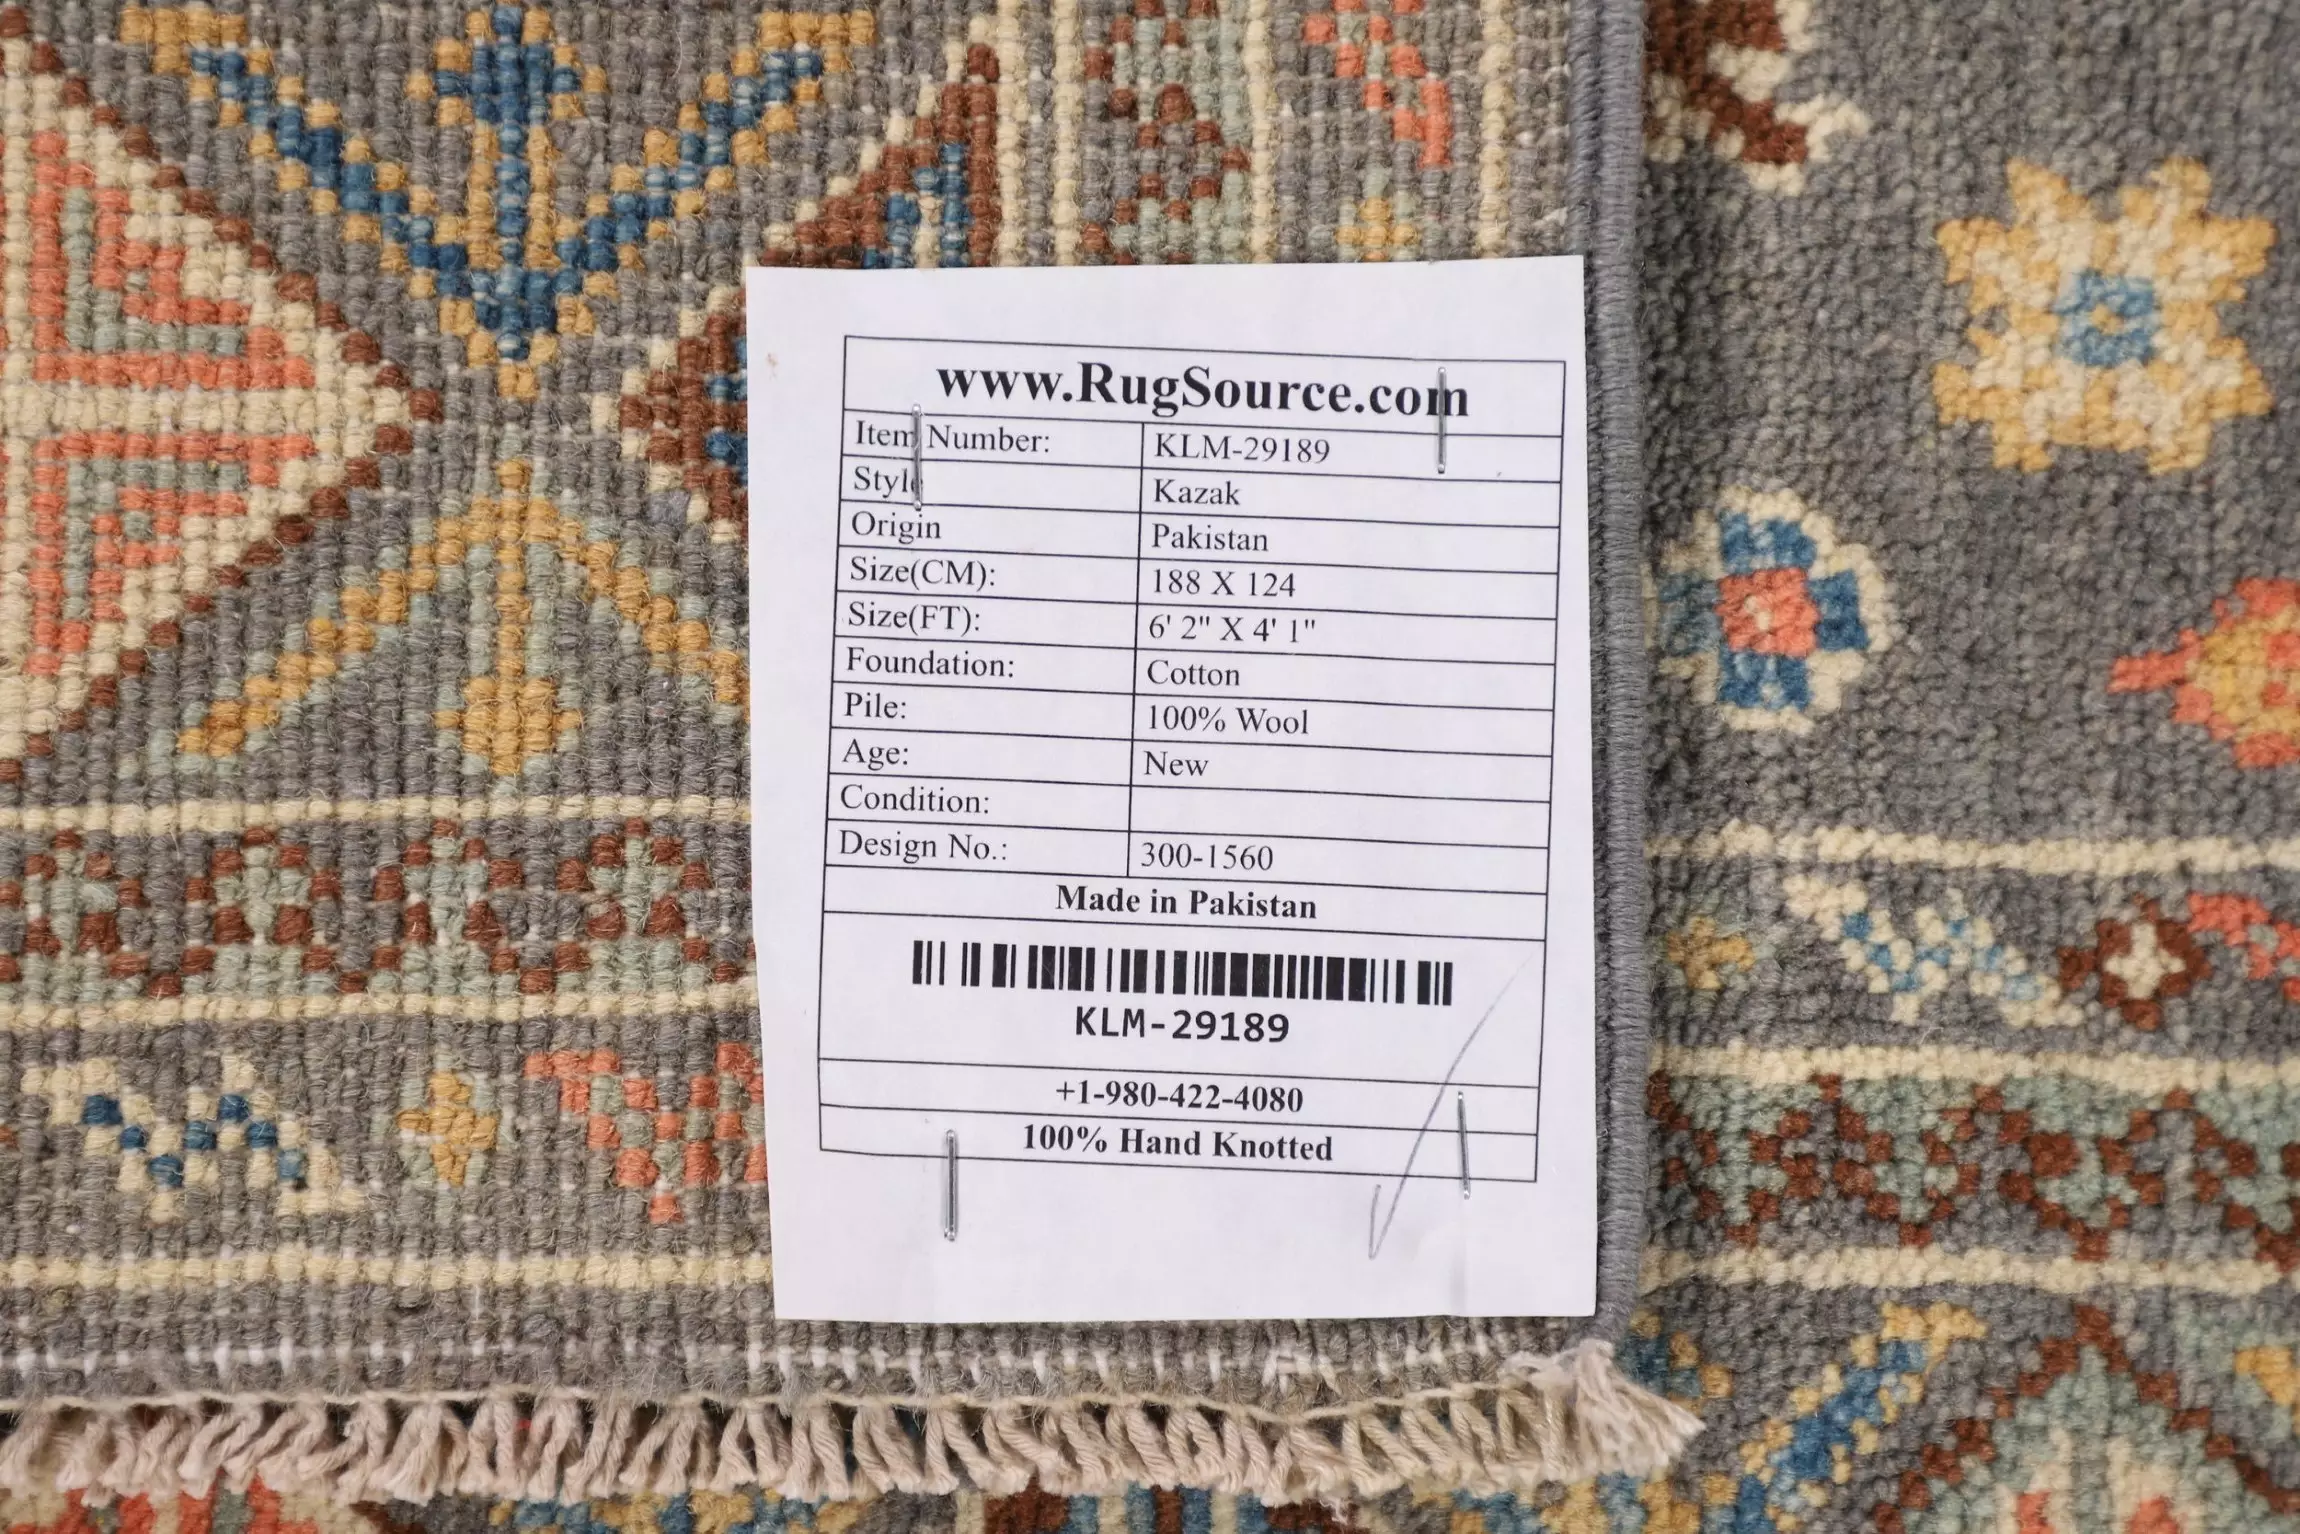 www.RugSource.com
Item Number: KLM-29189
Style Kazak
Origin Pakistan
Size(CM): 188 X 124
Size(FT): 6' 2" X 4' 1"
Foundation: Cotton
Pile: 100% Wool
Age: New
Condition:
Design No.: 300-1560
Made in Pakistan
KLM-29189
+1-980-422-4080
100% Hand Knotted